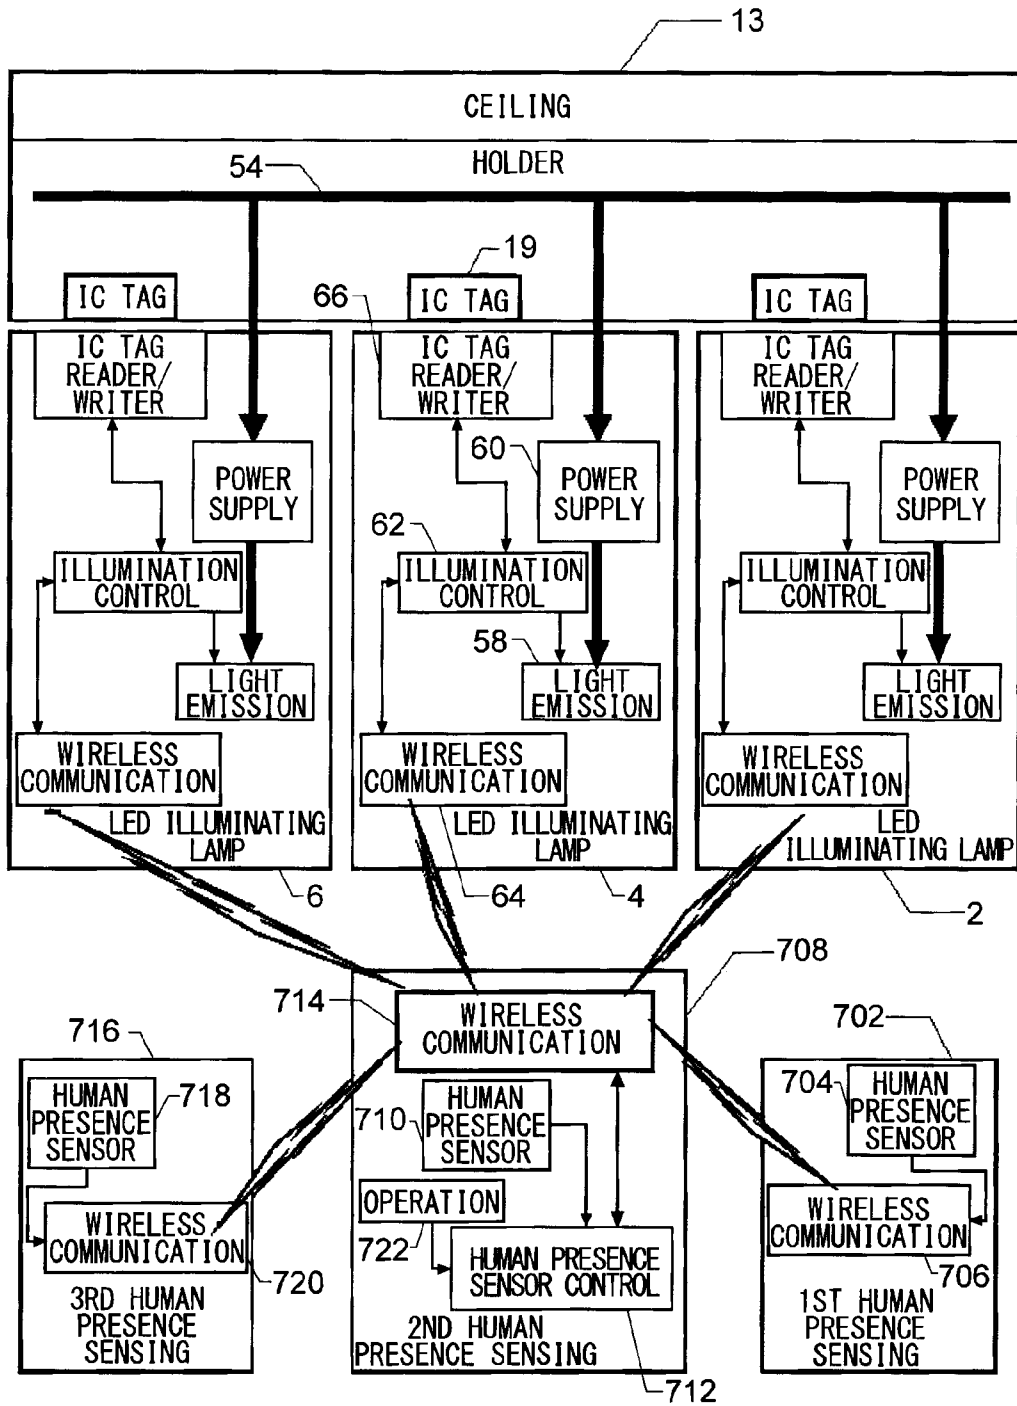 13
CEILING
HOLDER
54
19
66
IC TAG
IC TAG
IC TAG
IC TAG
READER/
WRITER
IC TAG
READER/
WRITER
IC TAG
READER/
WRITER
60
POWER
SUPPLY
POWER
SUPPLY
POWER
SUPPLY
62
ILLUMINATION
CONTROL
ILLUMINATION
CONTROL
ILLUMINATION
CONTROL
58
LIGHT
EMISSION
LIGHT
EMISSION
LIGHT
EMISSION
WIRELESS
COMMUNICATION
WIRELESS
COMMUNICATION
WIRELESS
COMMUNICATION
LED ILLUMINATING
LAMP
LED ILLUMINATING
LAMP
LED
ILLUMINATING LAMP
6
64
4
2
708
714
WIRELESS
COMMUNICATION
716
702
HUMAN
PRESENCE
SENSOR
718
710
HUMAN
PRESENCE
SENSOR
704
HUMAN
PRESENCE
SENSOR
OPERATION
722
WIRELESS
COMMUNICATION
720
HUMAN PRESENCE
SENSOR CONTROL
WIRELESS
COMMUNICATION
706
3RD HUMAN
PRESENCE
SENSING
2ND HUMAN
PRESENCE SENSING
712
1ST HUMAN
PRESENCE
SENSING